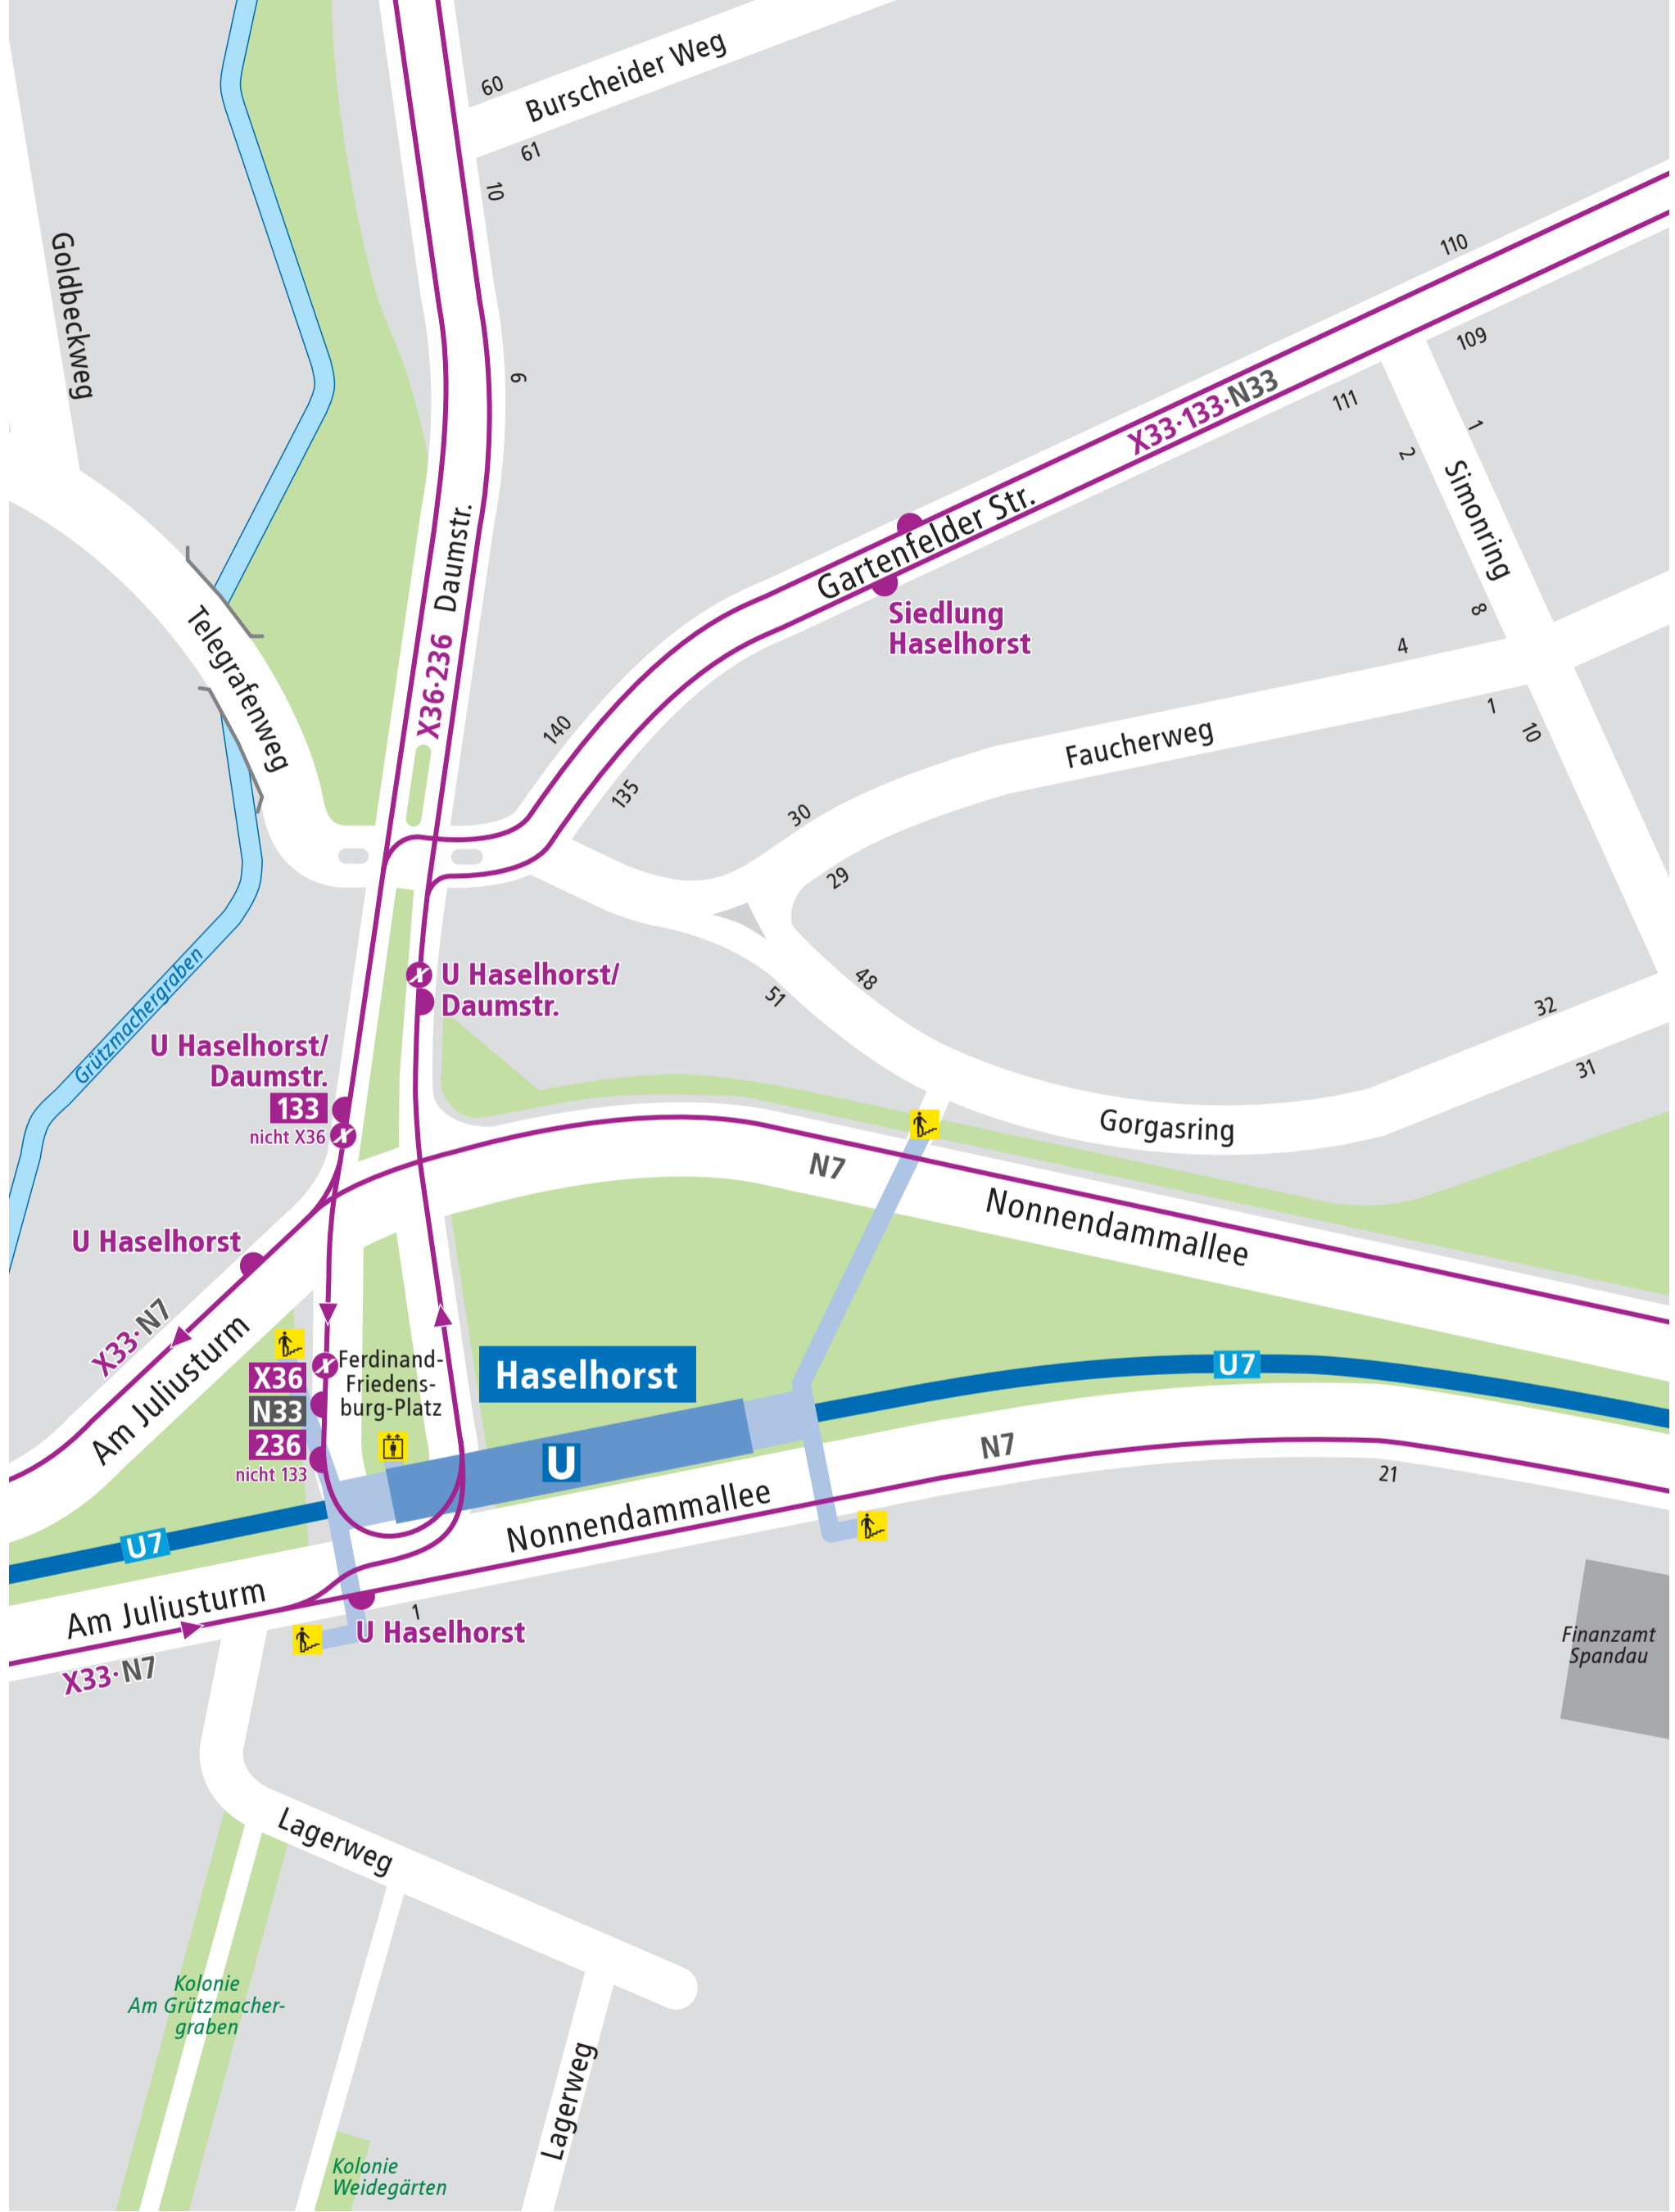 60
Burscheider Weg
61
10
Goldbeckweg
6
110
109
X33·133·N33
111
1
2
Simonring
Daumstr.
Gartenfelder Str.
Siedlung
Haselhorst
8
4
Telegrafenweg
X36·236
1
10
140
Faucherweg
135
30
29
Grützmachergraben
X
U Haselhorst/
Daumstr.
48
51
32
31
U Haselhorst/
Daumstr.
133
nicht X36
X
Gorgasring
N7
Nonnendammallee
U Haselhorst
X33·N7
Am Juliusturm
X
X36
N33
236
nicht 133
Ferdinand-
Friedens-
burg-Platz
Haselhorst
U7
U
N7
21
Nonnendammallee
U7
Am Juliusturm
1
U Haselhorst
X33·N7
Finanzamt
Spandau
Lagerweg
Kolonie
Am Grützmacher-
graben
Lagerweg
Kolonie
Weidegärten